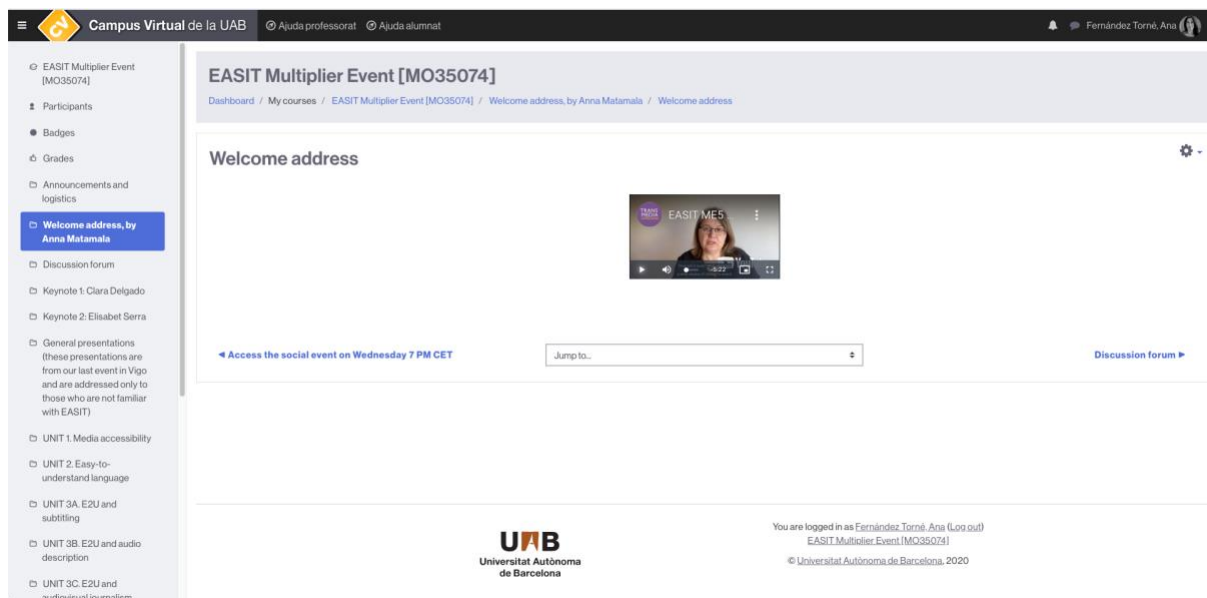 Campus Virtual de la UAB
Ajuda professorat
Ajuda alumnat
Fernández Torné, Ana
EASIT Multiplier Event
[MO35074]
Participants
Badges
Grades
Announcements and
logistics
Welcome address, by
Anna Matamala
Discussion forum
Keynote 1: Clara Delgado
Keynote 2: Elisabet Serra
General presentations
(these presentations are
from our last event in Vigo
and are addressed only to
those who are not familiar
with EASIT)
UNIT 1. Media accessibility
UNIT 2. Easy-to-
understand language
UNIT 3A. E2U and
subtitling
UNIT 3B. E2U and audio
description
UNIT 3C. E2U and
audiovisual journalism
EASIT Multiplier Event [MO35074]
Dashboard / My courses / EASIT Multiplier Event [MO35074] / Welcome address, by Anna Matamala / Welcome address
Welcome address
TRANS
MEDIA
EASIT ME5...
-5:22
◄ Access the social event on Wednesday 7 PM CET
Jump to...
Discussion forum ►
UAB
Universitat Autònoma
de Barcelona
You are logged in as Fernández Torné, Ana (Log out)
EASIT Multiplier Event [MO35074]
© Universitat Autònoma de Barcelona, 2020